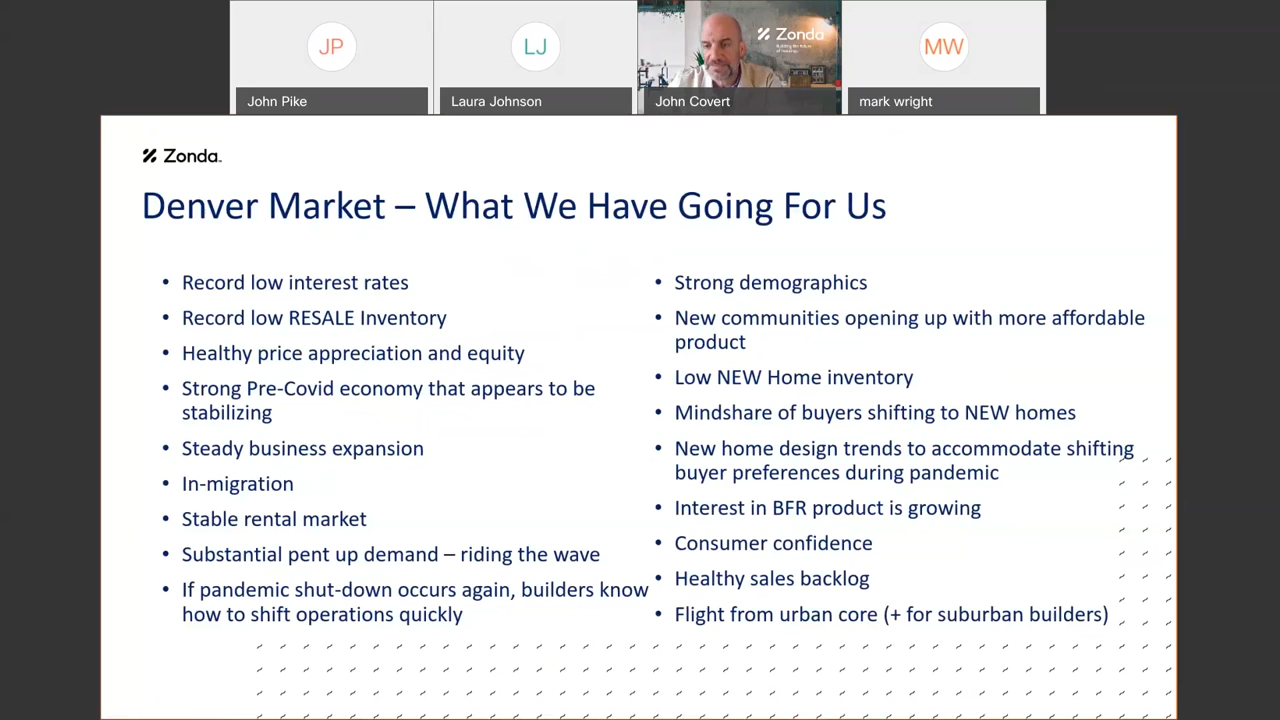 JP
LJ
Zonda
MW
John Pike
Laura Johnson
John Covert
mark wright
Zonda
Denver Market – What We Have Going For Us
• Record low interest rates
• Record low RESALE Inventory
• Healthy price appreciation and equity
• Strong Pre-Covid economy that appears to be
stabilizing
• Steady business expansion
• In-migration
• Stable rental market
• Substantial pent up demand – riding the wave
• If pandemic shut-down occurs again, builders know
how to shift operations quickly
• Strong demographics
• New communities opening up with more affordable
product
• Low NEW Home inventory
• Mindshare of buyers shifting to NEW homes
• New home design trends to accommodate shifting
buyer preferences during pandemic
• Interest in BFR product is growing
• Consumer confidence
• Healthy sales backlog
• Flight from urban core (+ for suburban builders)